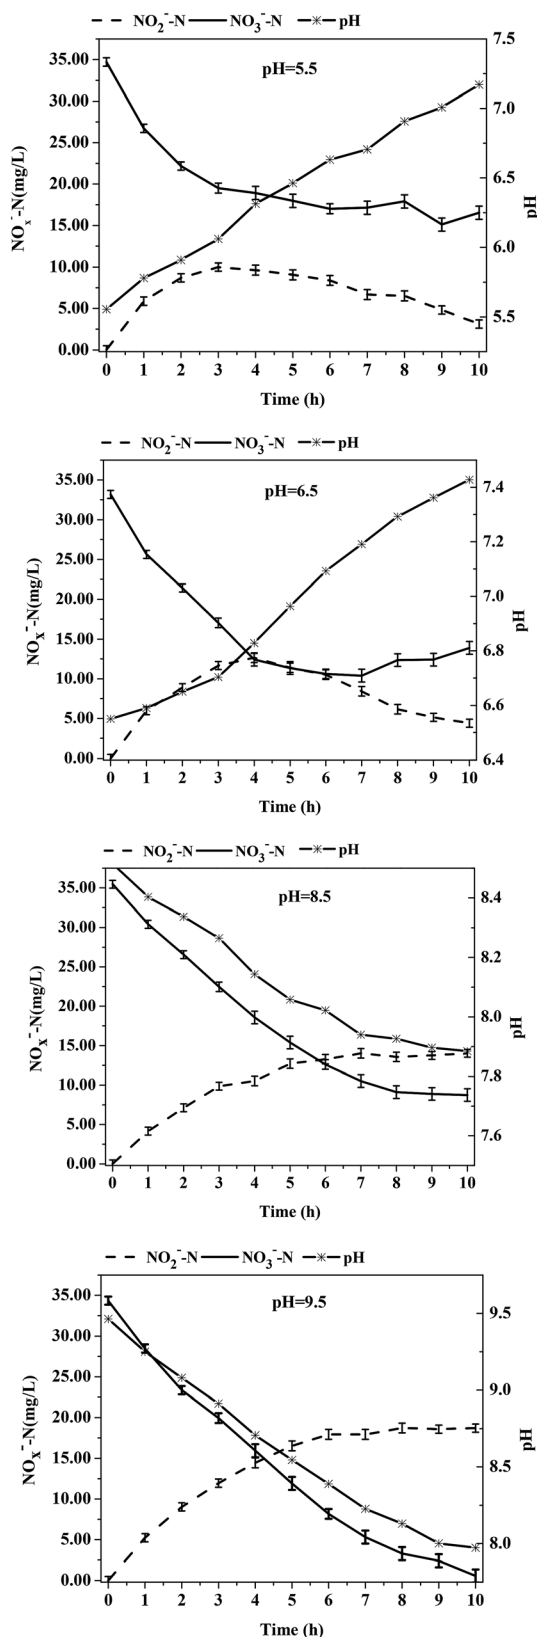 NO₂⁻-N NO₃⁻-N pH
pH=5.5
35.00
30.00
25.00
20.00
15.00
10.00
5.00
0.00
NOₓ⁻-N(mg/L)
7.5
7.0
6.5
6.0
5.5
pH
0 1 2 3 4 5 6 7 8 9 10
Time (h)
NO₂⁻-N NO₃⁻-N pH
pH=6.5
35.00
30.00
25.00
20.00
15.00
10.00
5.00
0.00
NOₓ⁻-N(mg/L)
7.4
7.2
7.0
6.8
6.6
6.4
pH
0 1 2 3 4 5 6 7 8 9 10
Time (h)
NO₂⁻-N NO₃⁻-N pH
pH=8.5
35.00
30.00
25.00
20.00
15.00
10.00
5.00
0.00
NOₓ⁻-N(mg/L)
8.4
8.2
8.0
7.8
7.6
pH
0 1 2 3 4 5 6 7 8 9 10
Time (h)
NO₂⁻-N NO₃⁻-N pH
pH=9.5
35.00
30.00
25.00
20.00
15.00
10.00
5.00
0.00
NOₓ⁻-N(mg/L)
9.5
9.0
8.5
8.0
pH
0 1 2 3 4 5 6 7 8 9 10
Time (h)